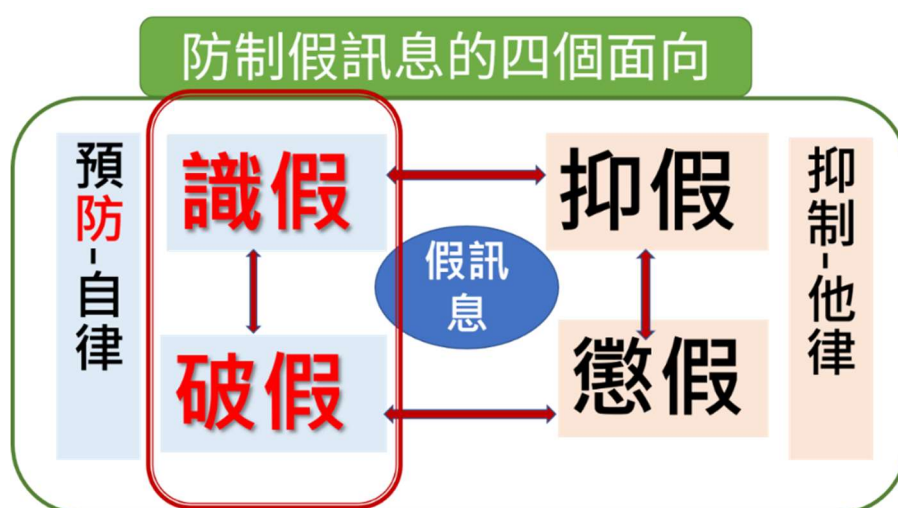 防制假訊息的四個面向
預防-自律
識假
破假
假訊
息
抑假
懲假
抑制-他律